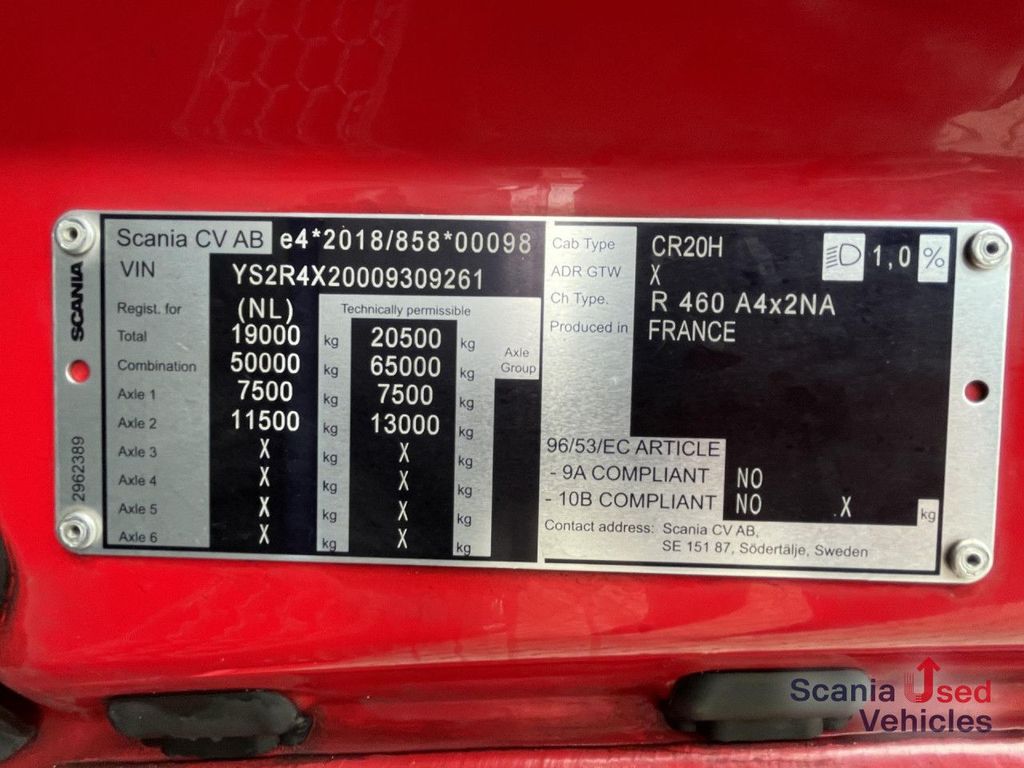 Scania CV AB e4*2018/858*00098
VIN YS2R4X20009309261
Regist. for (NL) Technically permissible
Total 19000 kg 20500 kg
Combination 50000 kg 65000 kg Axle Group
Axle 1 7500 kg 7500 kg
Axle 2 11500 kg 13000 kg
Axle 3 X kg X kg
Axle 4 X kg X kg
Axle 5 X kg X kg
Axle 6 X kg X kg
SCANIA
2962389
Cab Type CR20H 1,0 %
ADR GTW X
Ch Type. R 460 A4x2NA
Produced in FRANCE
96/53/EC ARTICLE
- 9A COMPLIANT NO
- 10B COMPLIANT NO X kg
Contact address: Scania CV AB,
SE 151 87, Södertälje, Sweden
Scania Used
Vehicles